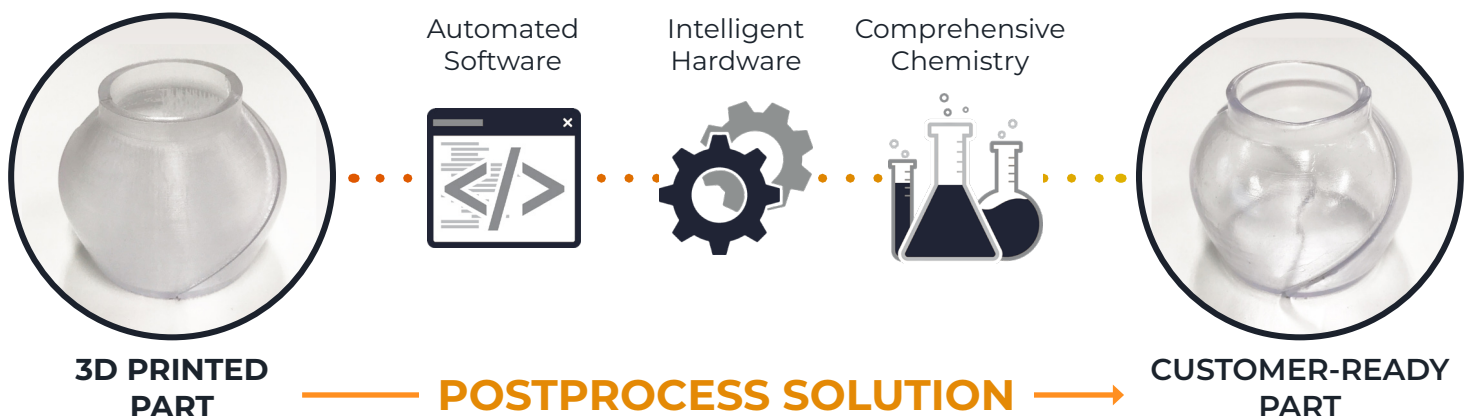 Automated
Software
Intelligent
Hardware
Comprehensive
Chemistry
</>
3D PRINTED
PART
POSTPROCESS SOLUTION
CUSTOMER-READY
PART